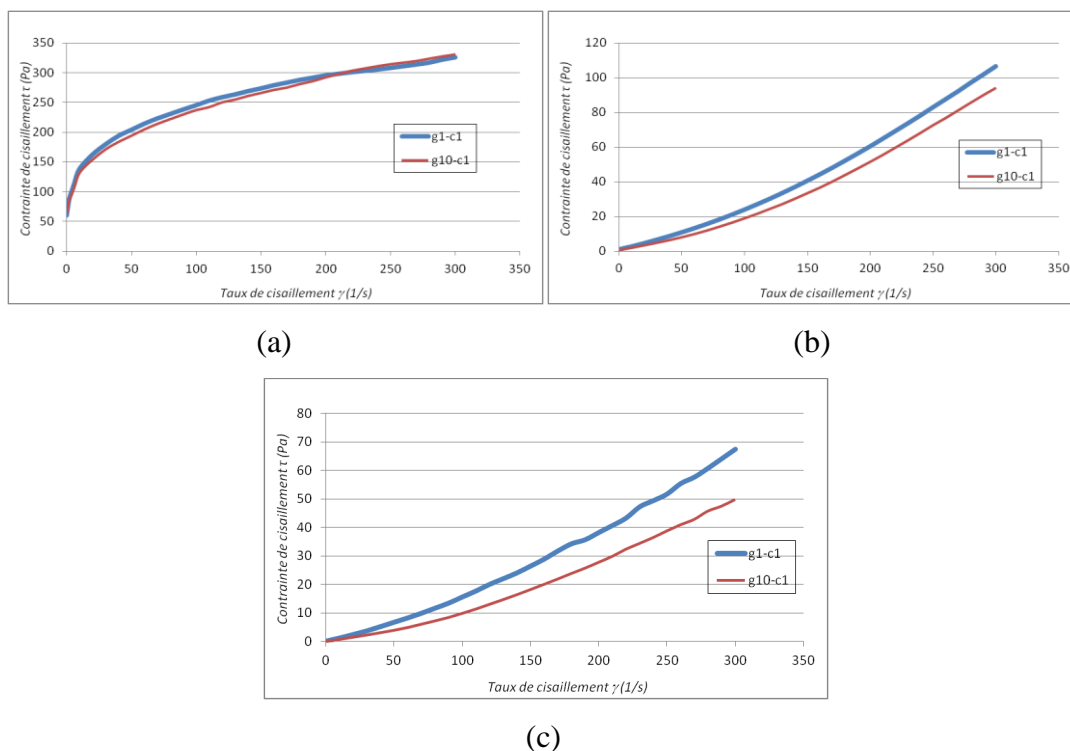 350
300
250
200
150
100
50
0
Contrainte de cisaillement τ (Pa)
g1-c1
g10-c1
0 50 100 150 200 250 300 350
Taux de cisaillement γ (1/s)
(a)
120
100
80
60
40
20
0
Contrainte de cisaillement τ (Pa)
g1-c1
g10-c1
0 50 100 150 200 250 300 350
Taux de cisaillement γ (1/s)
(b)
80
70
60
50
40
30
20
10
0
Contrainte de cisaillement τ (Pa)
g1-c1
g10-c1
0 50 100 150 200 250 300 350
Taux de cisaillement γ (1/s)
(c)